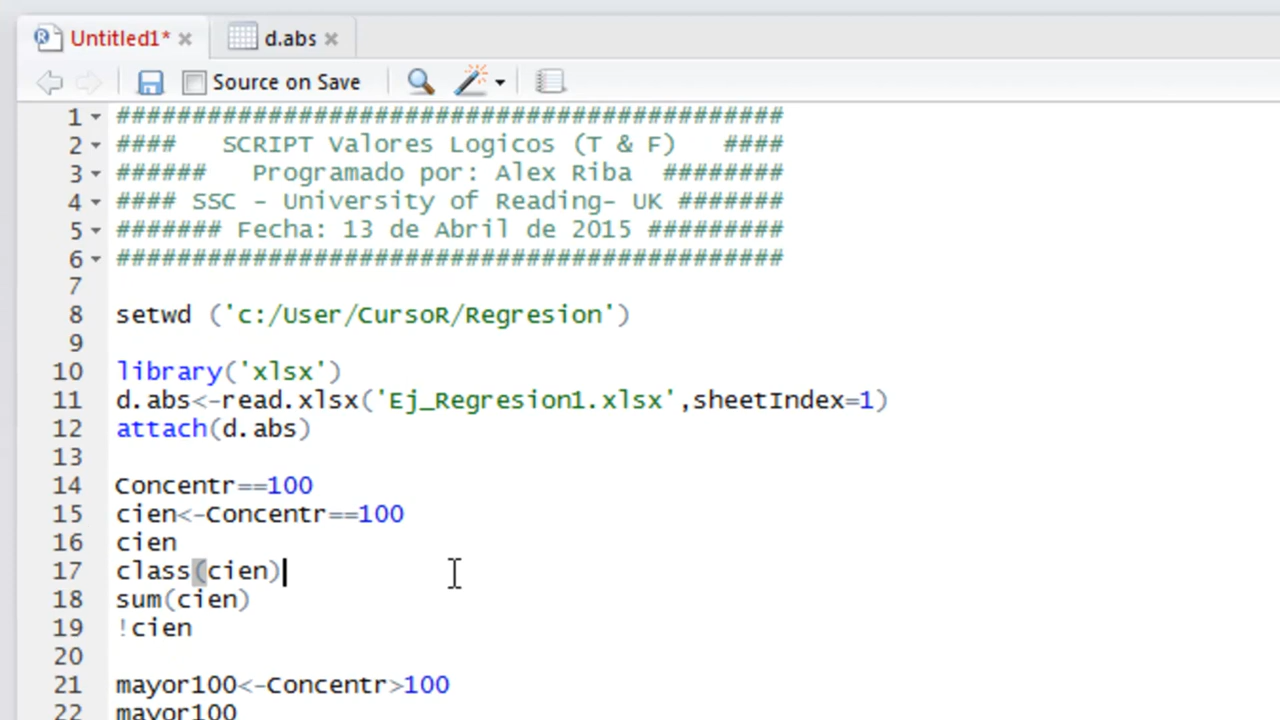 Untitled1* d.abs
Source on Save
1 ############################################
2 #### SCRIPT Valores Logicos (T & F) ####
3 ###### Programado por: Alex Riba ########
4 #### SSC - University of Reading- UK #######
5 ####### Fecha: 13 de Abril de 2015 #########
6 ############################################
7
8 setwd ('c:/User/CursoR/Regresion')
9
10 library('xlsx')
11 d.abs<-read.xlsx('Ej_Regresion1.xlsx',sheetIndex=1)
12 attach(d.abs)
13
14 Concentr==100
15 cien<-Concentr==100
16 cien
17 class(cien)
18 sum(cien)
19 !cien
20
21 mayor100<-Concentr>100
22 mayor100